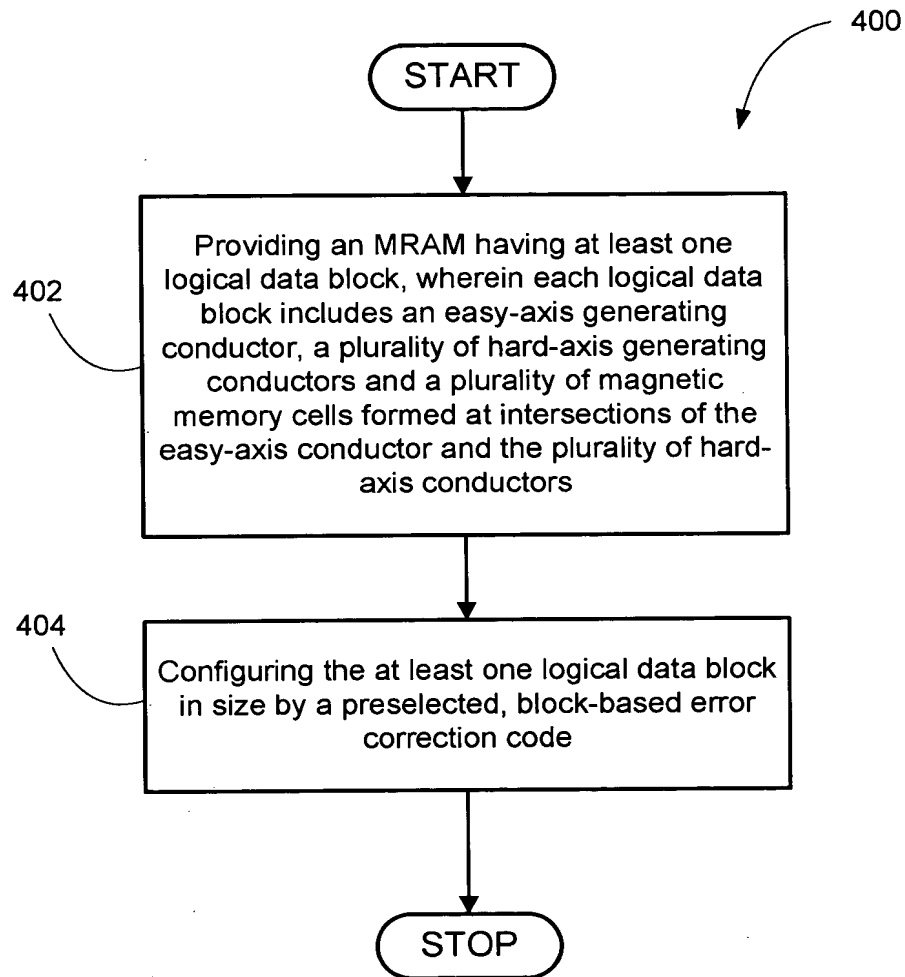 400
START
402
Providing an MRAM having at least one
logical data block, wherein each logical data
block includes an easy-axis generating
conductor, a plurality of hard-axis generating
conductors and a plurality of magnetic
memory cells formed at intersections of the
easy-axis conductor and the plurality of hard-
axis conductors
404
Configuring the at least one logical data block
in size by a preselected, block-based error
correction code
STOP